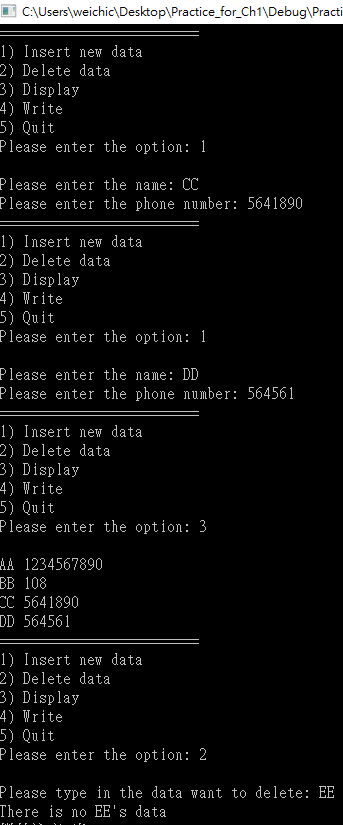 C:\Users\weichic\Desktop\Practice_for_Ch1\Debug\Practi
1) Insert new data
2) Delete data
3) Display
4) Write
5) Quit
Please enter the option: 1
Please enter the name: CC
Please enter the phone number: 5641890
1) Insert new data
2) Delete data
3) Display
4) Write
5) Quit
Please enter the option: 1
Please enter the name: DD
Please enter the phone number: 564561
1) Insert new data
2) Delete data
3) Display
4) Write
5) Quit
Please enter the option: 3
AA 1234567890
BB 108
CC 5641890
DD 564561
1) Insert new data
2) Delete data
3) Display
4) Write
5) Quit
Please enter the option: 2
Please type in the data want to delete: EE
There is no EE's data